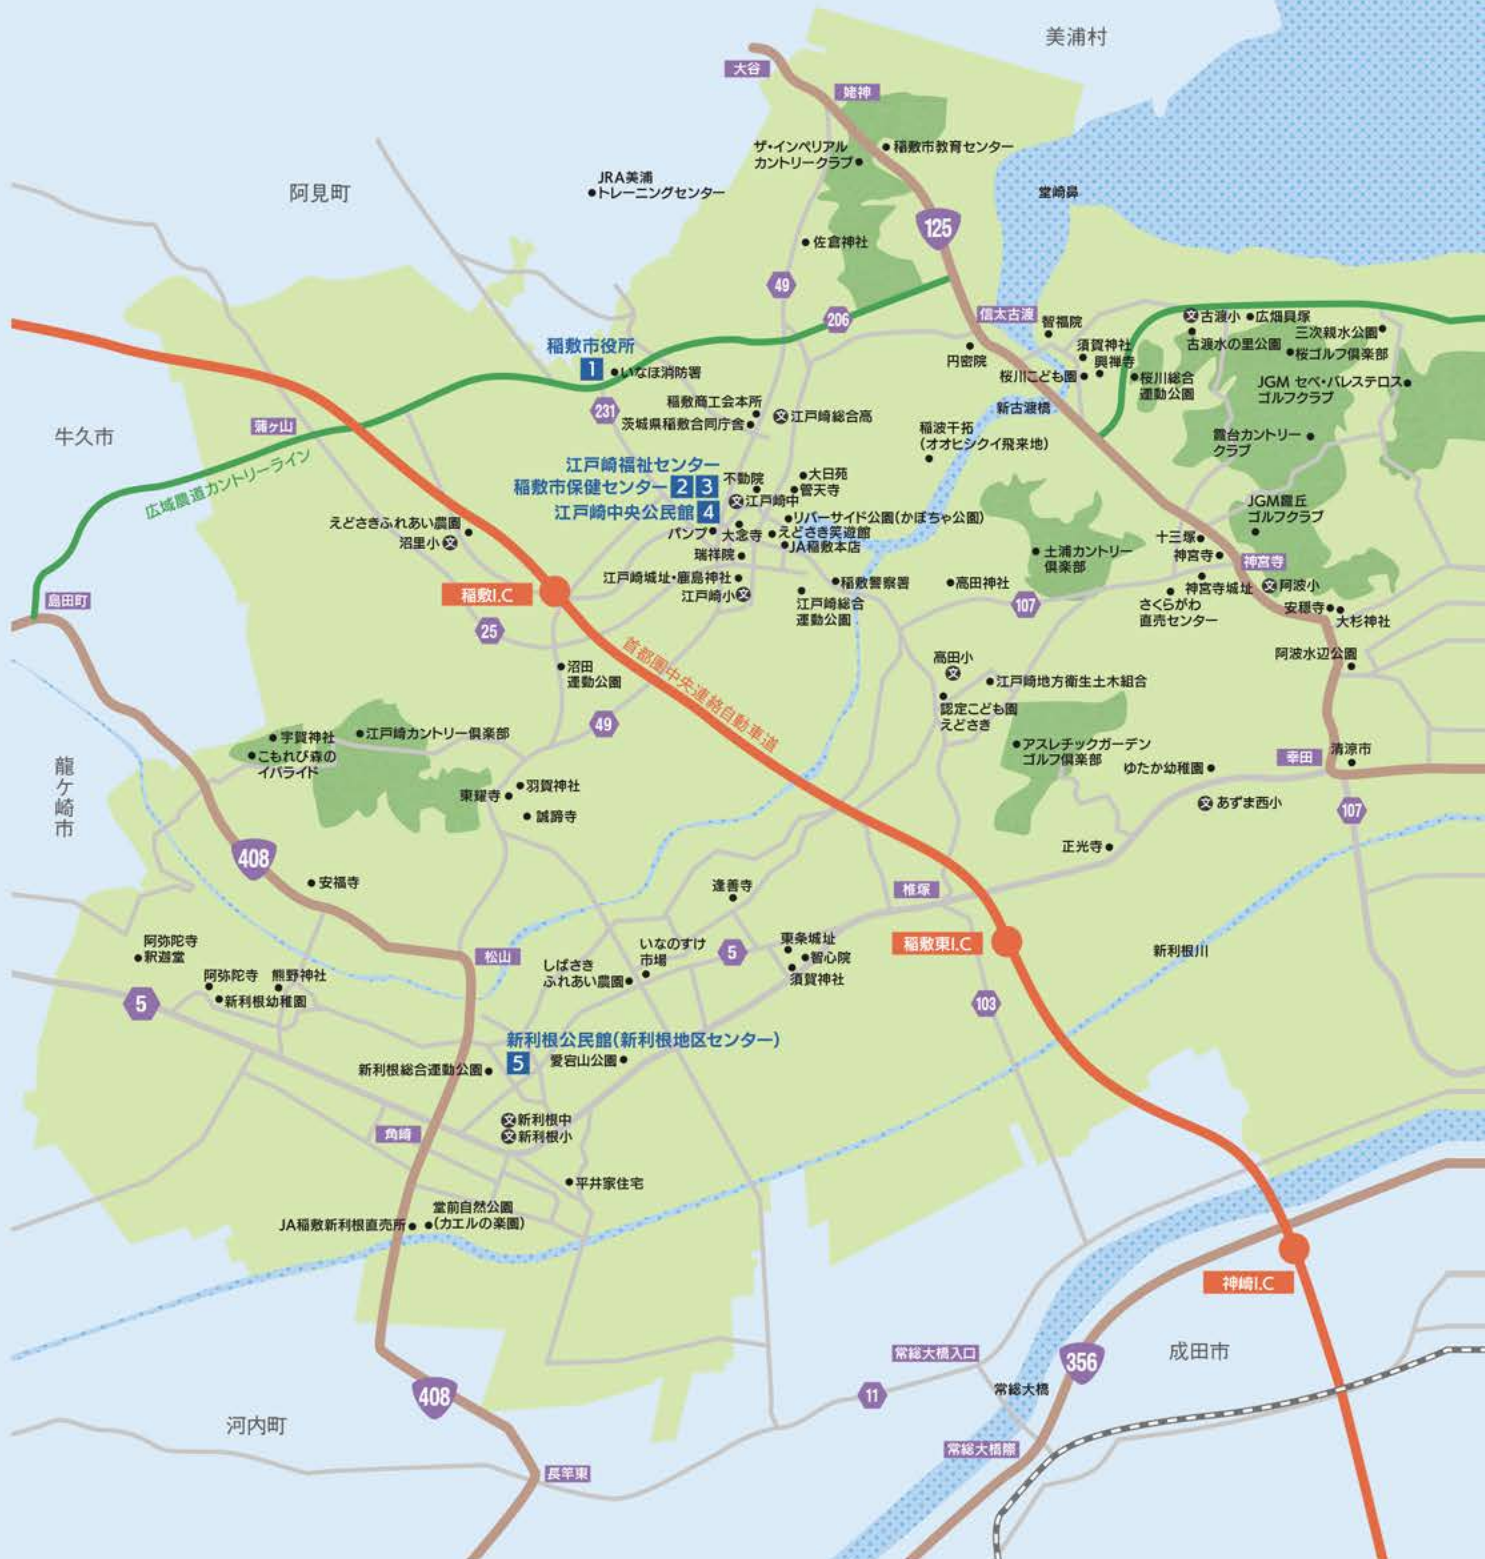 美浦村
大谷
姥神
ザ・インペリアル
カントリークラブ
稲敷市教育センター
JRA美浦
トレーニングセンター
阿見町
堂崎鼻
125
佐倉神社
49
206
信太古渡
智福院
古渡小
広畑貝塚
三次親水公園
古渡水の里公園
桜ゴルフ倶楽部
須賀神社
興禅寺
円密院
桜川こども園
桜川総合
運動公園
JGM セベ・バレステロス
ゴルフクラブ
稲敷市役所
1
いなほ消防署
231
稲敷商工会本所
茨城県稲敷合同庁舎
江戸崎総合高
新古渡橋
稲波干拓
(オオヒシクイ飛来地)
霞台カントリー
クラブ
蒲ヶ山
牛久市
広域農道カントリーライン
江戸崎福祉センター
稲敷市保健センター
2
3
江戸崎中央公民館
4
不動院
大日苑
管天寺
江戸崎中
リバーサイド公園(かぼちゃ公園)
パンプ
大念寺
えどさき笑遊館
JA稲敷本店
瑞祥院
JGM霞丘
ゴルフクラブ
えどさきふれあい農園
沼里小
十三塚
神宮寺
神宮寺
土浦カントリー
倶楽部
江戸崎城址・鹿島神社
江戸崎小
稲敷警察署
江戸崎総合
運動公園
高田神社
神宮寺城址
阿波小
さくらがわ
直売センター
安穏寺
大杉神社
107
稲敷I.C
島田町
25
首都圏中央連絡自動車道
沼田
運動公園
高田小
江戸崎地方衛生土木組合
認定こども園
えどさき
阿波水辺公園
49
宇賀神社
こもれび森の
イバライド
江戸崎カントリー倶楽部
アスレチックガーデン
ゴルフ倶楽部
ゆたか幼稚園
幸田
清涼市
龍ケ崎市
羽賀神社
東耀寺
誠諦寺
あずま西小
107
正光寺
408
安福寺
逢善寺
椎塚
稲敷東I.C
阿弥陀寺
釈迦堂
松山
いなのすけ
市場
5
東条城址
智心院
須賀神社
新利根川
しばさき
ふれあい農園
阿弥陀寺
熊野神社
新利根幼稚園
5
103
新利根公民館(新利根地区センター)
5
愛宕山公園
新利根総合運動公園
新利根中
新利根小
角崎
平井家住宅
堂前自然公園
(カエルの楽園)
JA稲敷新利根直売所
神崎I.C
常総大橋入口
356
成田市
408
11
常総大橋
河内町
常総大橋際
長竿東